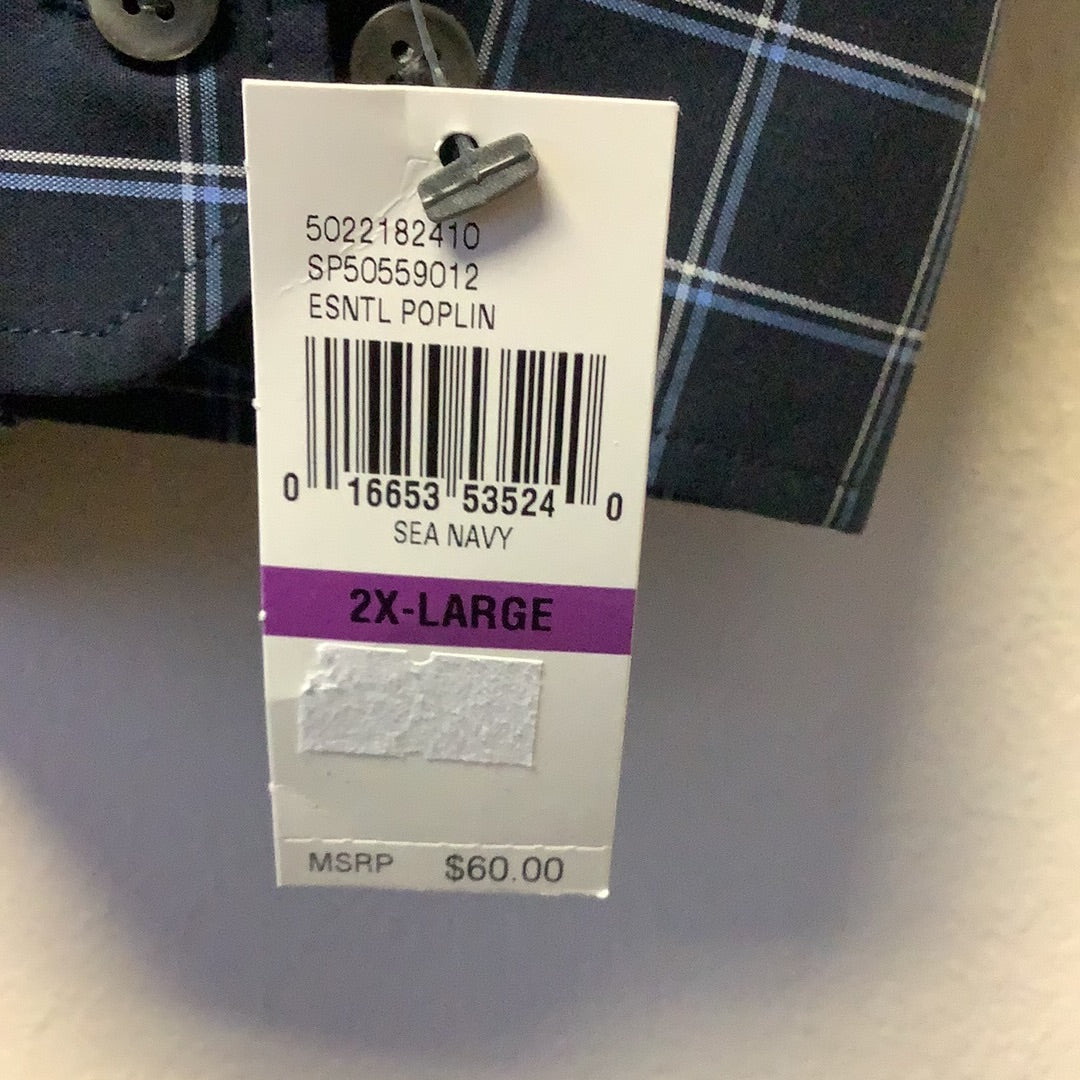 5022182410
SP50559012
ESNTL POPLIN
0 16653 53524 0
SEA NAVY
2X-LARGE
MSRP $60.00